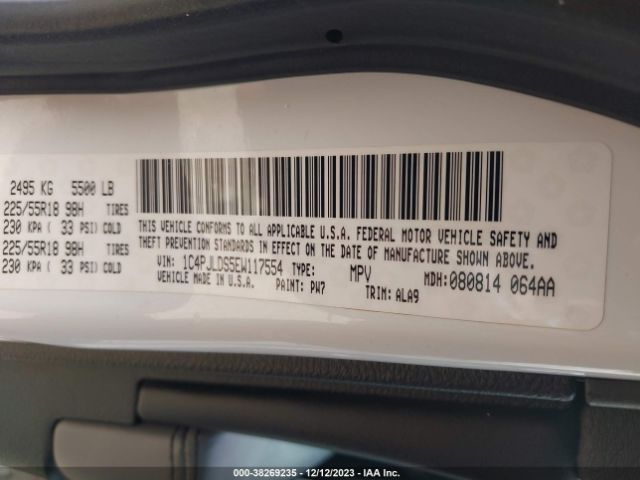 2495 KG 5500 LB
225/55R18 98H TIRES
230 KPA ( 33 PSI) COLD
225/55R18 98H TIRES
230 KPA ( 33 PSI) COLD
THIS VEHICLE CONFORMS TO ALL APPLICABLE U.S.A. FEDERAL MOTOR VEHICLE SAFETY AND
THEFT PREVENTION STANDARDS IN EFFECT ON THE DATE OF MANUFACTURE SHOWN ABOVE.
VIN: 1C4PJLDS5EW117554 TYPE: MPV MDH: 080814 064AA
VEHICLE MADE IN U.S.A. PAINT: PW7 TRIM: ALA9
000-38269235 - 12/12/2023 - IAA Inc.